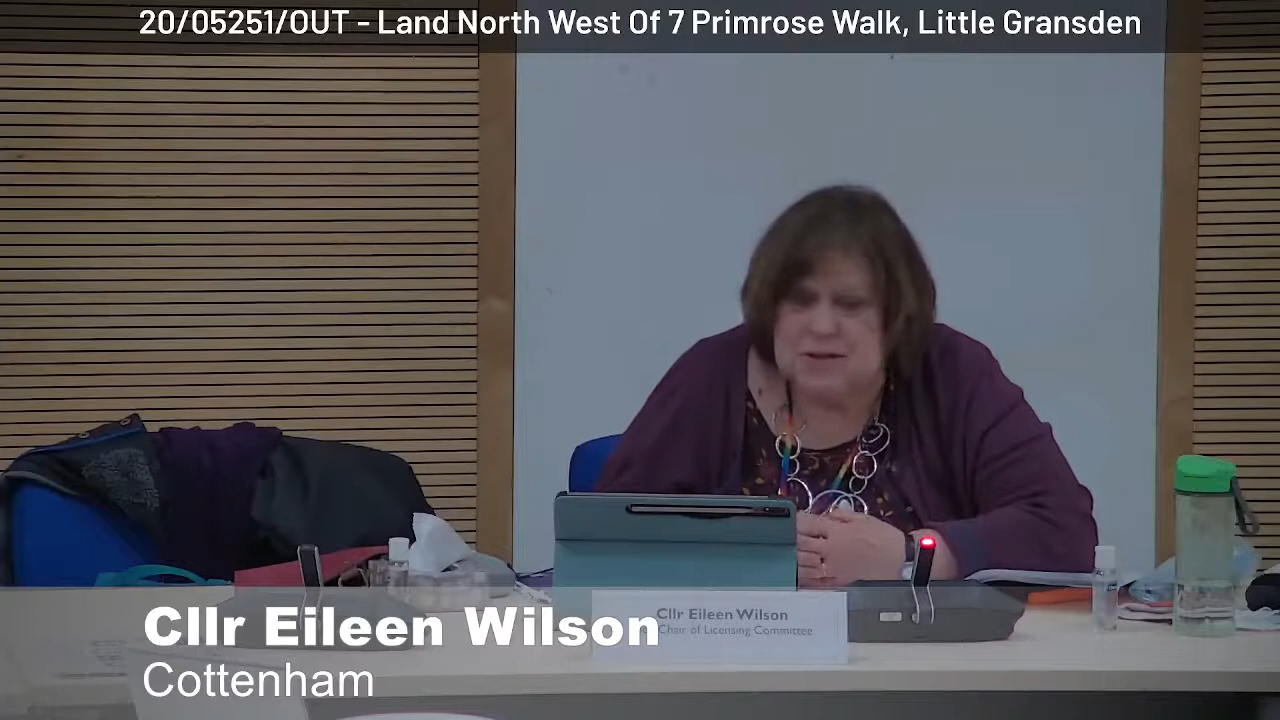 20/05251/OUT - Land North West Of 7 Primrose Walk, Little Gransden
Cllr Eileen Wilson
Chair of Licensing Committee
Cllr Eileen Wilson
Cottenham